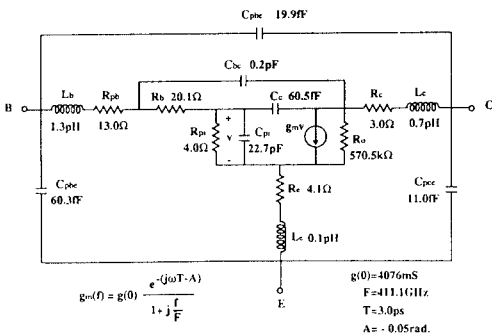 Cpbc 19.9fF
Cbc 0.2pF
Lb
Rpb
Rb 20.1Ω
Cc 60.5fF
Rc
Lc
B
C
1.3pH
13.0Ω
+
v
-
Rpi
4.0Ω
Cpi
22.7pF
gmv
Ro
570.5kΩ
3.0Ω
0.7pH
Cpbe
60.3fF
Re 4.1Ω
Cpce
11.0fF
Le 0.1pH
E
gm(f) = g(0) e-(jωT-A) / 1+j f/F
g(0)=4076mS
F=411.1GHz
T=3.0ps
A= - 0.05rad.